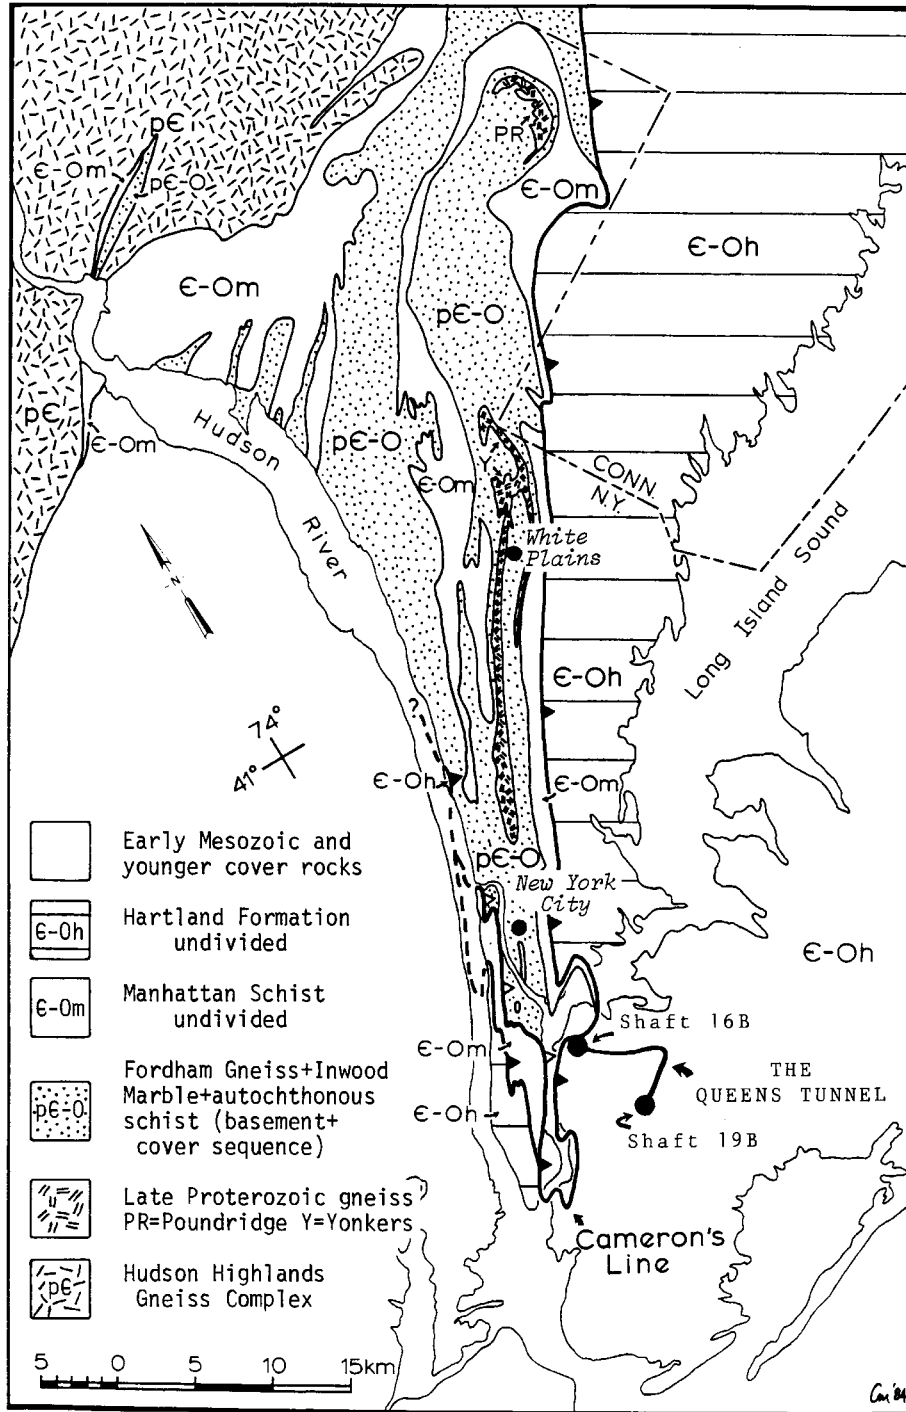 PR
pЄ
Є-Om
pЄ-O
Є-Om
Є-Oh
Є-Om
pЄ-O
pЄ
Є-Om
Hudson
River
pЄ-O
Є-Om
Y
CONN.
N.Y.
White
Plains
Long Island Sound
N
Є-Oh
?
74°
41°
Є-Oh
Є-Om
pЄ-O
New York
City
Є-Oh
Shaft 16B
Є-Om
THE
QUEENS TUNNEL
Є-Oh
Shaft 19B
?
Cameron's
Line
Early Mesozoic and
younger cover rocks
Є-Oh
Hartland Formation
undivided
Є-Om
Manhattan Schist
undivided
pЄ-O
Fordham Gneiss+Inwood
Marble+autochthonous
schist (basement+
cover sequence)
Late Proterozoic gneiss
PR=Poundridge Y=Yonkers
pЄ
Hudson Highlands
Gneiss Complex
5 0 5 10 15km